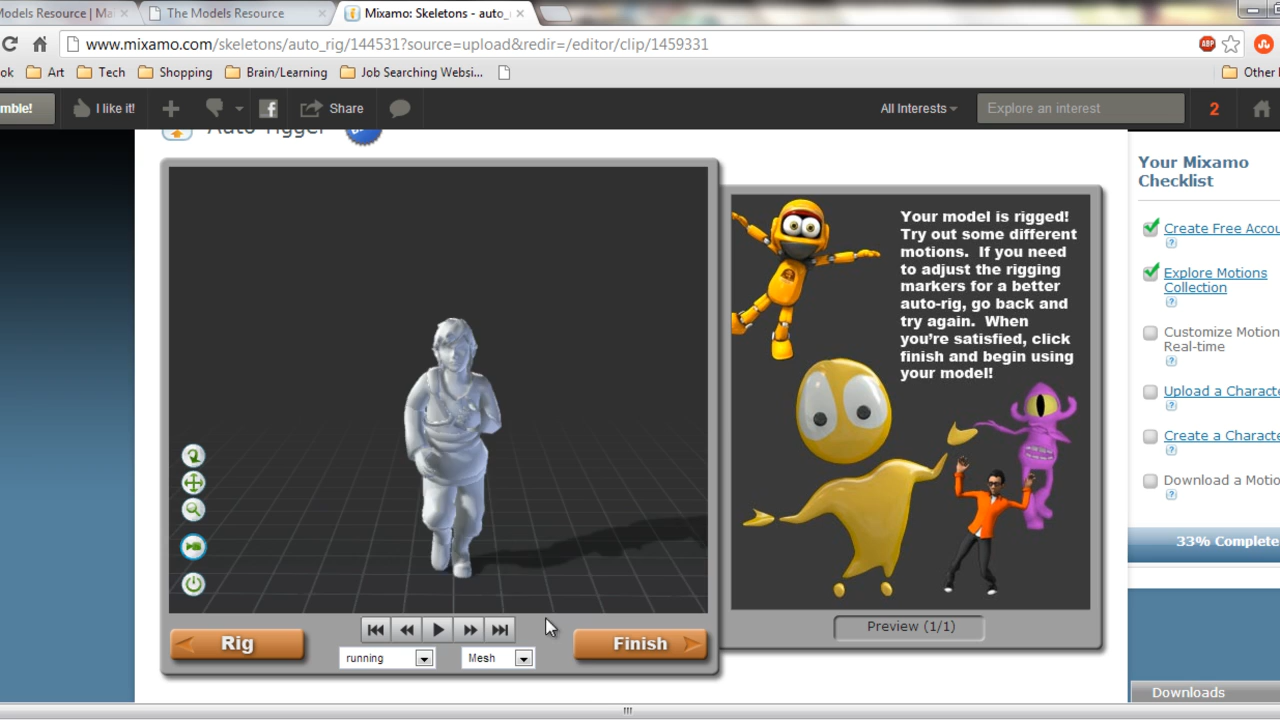 Models Resource | Ma
The Models Resource
Mixamo: Skeletons - auto_
www.mixamo.com/skeletons/auto_rig/144531?source=upload&redir=/editor/clip/1459331
ABP
ok
Art
Tech
Shopping
Brain/Learning
Job Searching Websi...
Other
mble!
I like it!
Share
All Interests
Explore an interest
2
Auto-rigger
Your Mixamo
Checklist
Create Free Accou
?
Explore Motions
Collection
?
Customize Motion
Real-time
?
Upload a Characte
?
Create a Characte
?
Download a Motio
?
33% Complete
Downloads
Your model is rigged!
Try out some different
motions. If you need
to adjust the rigging
markers for a better
auto-rig, go back and
try again. When
you're satisfied, click
finish and begin using
your model!
Preview (1/1)
Rig
Finish
running
Mesh